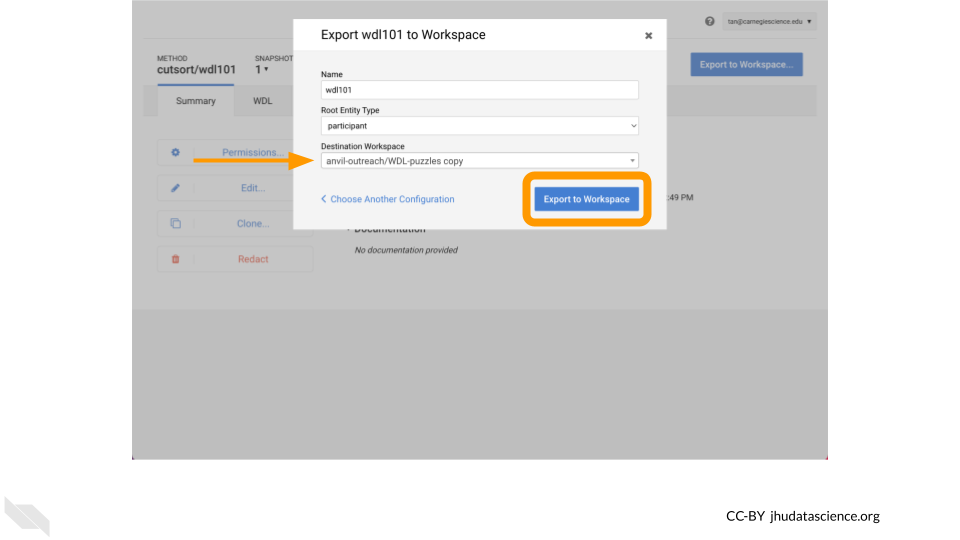 tan@carnegiescience.edu
Export wdl101 to Workspace
METHOD
cutsort/wdl101
SNAPSHOT
1
Export to Workspace...
Summary
WDL
Name
wdl101
Root Entity Type
participant
Destination Workspace
anvil-outreach/WDL-puzzles copy
Permissions...
Edit...
Clone...
Redact
Choose Another Configuration
Export to Workspace
:49 PM
Documentation
No documentation provided
CC-BY jhudatascience.org